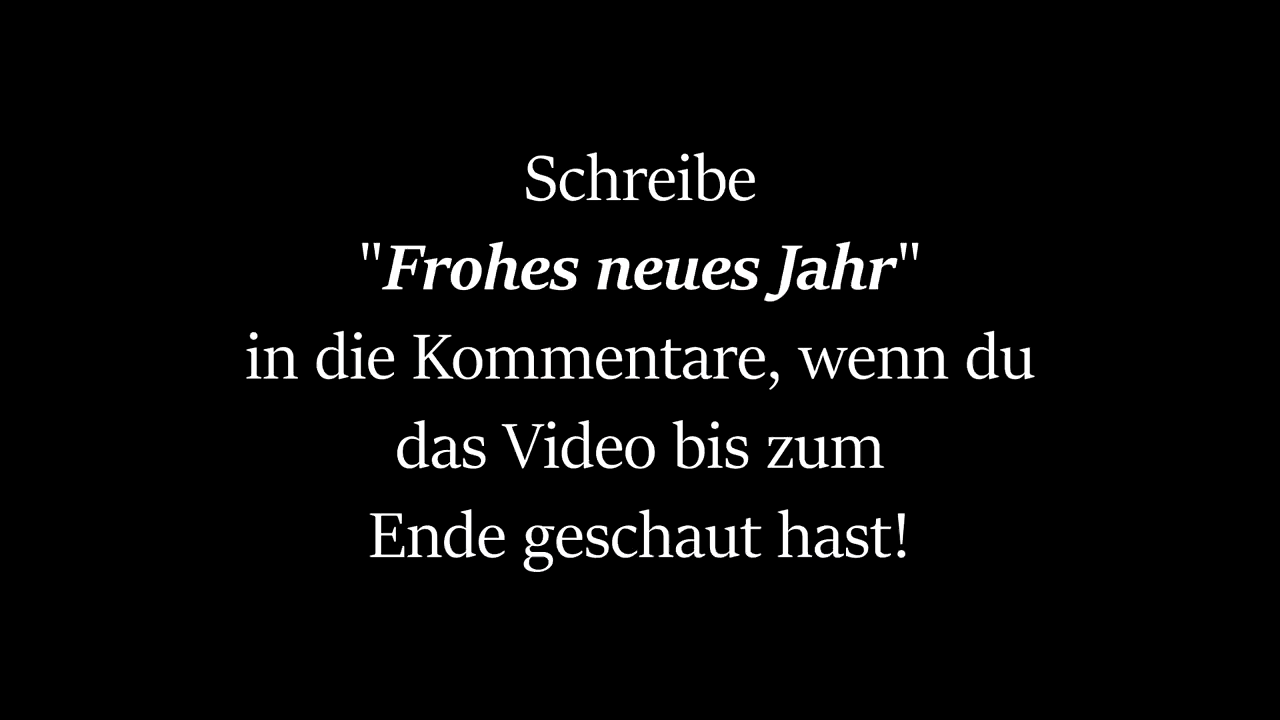 Schreibe
"Frohes neues Jahr"
in die Kommentare, wenn du
das Video bis zum
Ende geschaut hast!